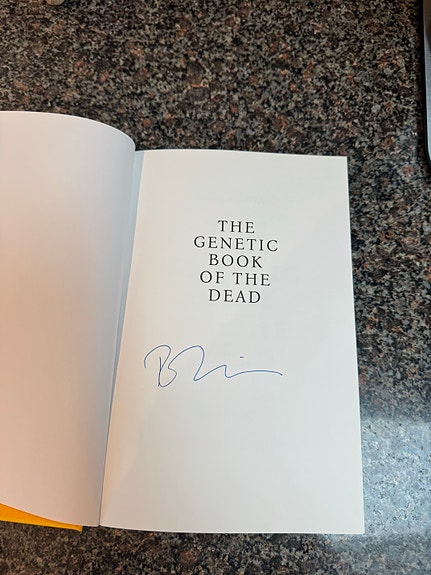 THE
GENETIC
BOOK
OF THE
DEAD